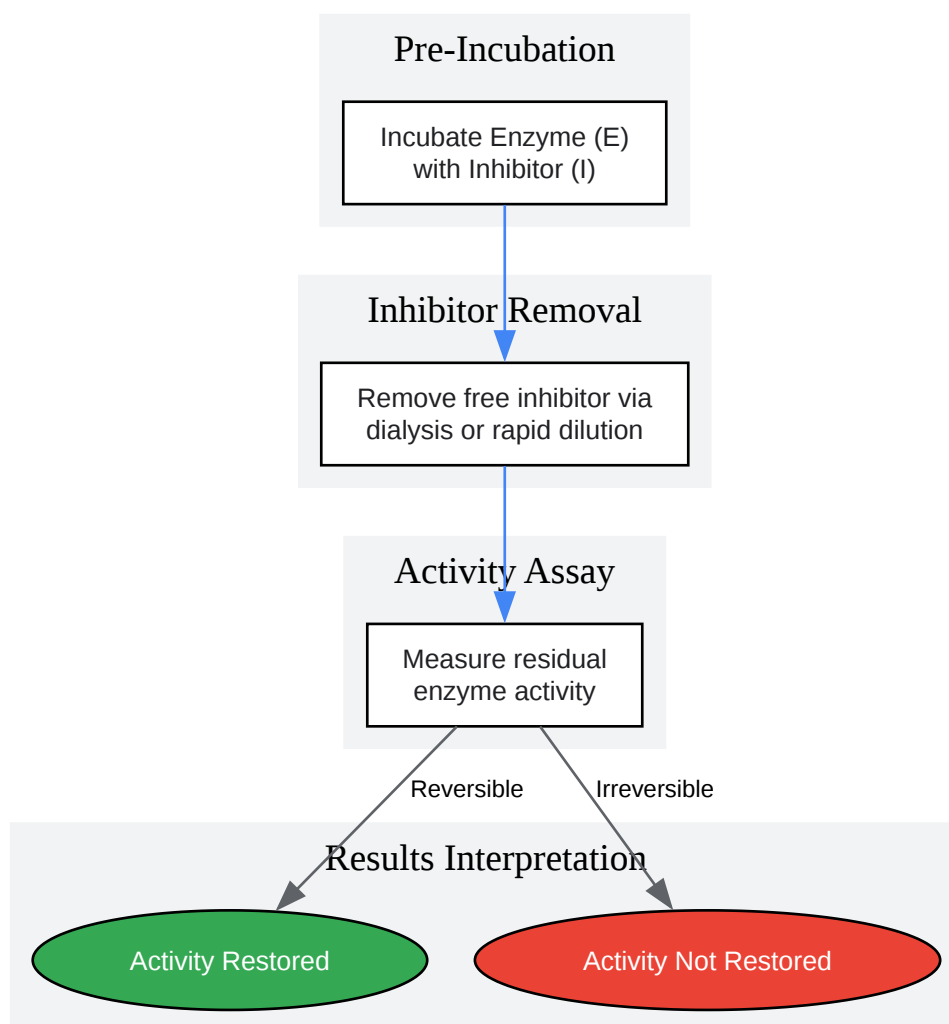 Pre-Incubation
Incubate Enzyme (E)
with Inhibitor (I)
Inhibitor Removal
Remove free inhibitor via
dialysis or rapid dilution
Activity Assay
Measure residual
enzyme activity
Reversible
Irreversible
Results Interpretation
Activity Restored
Activity Not Restored